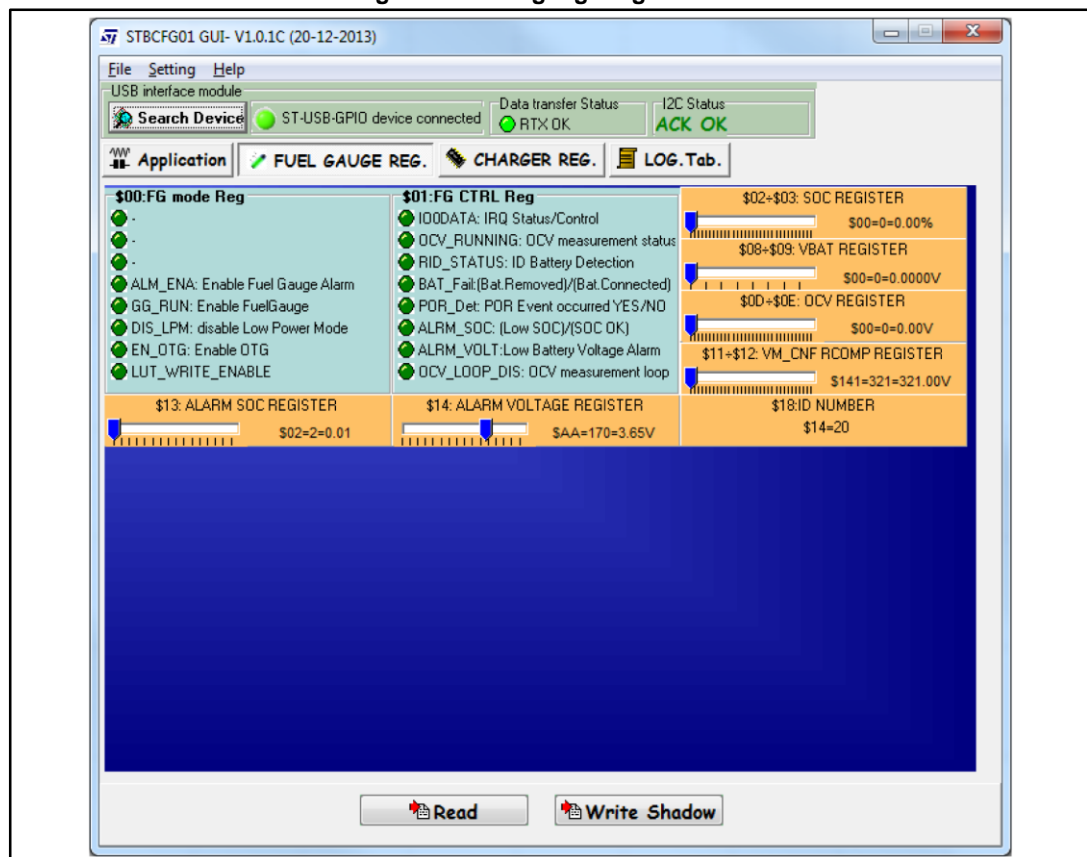 STBCFG01 GUI- V1.0.1C (20-12-2013)
File Setting Help
USB interface module
Search Device
ST-USB-GPIO device connected
Data transfer Status
RTX OK
I2C Status
ACK OK
Application
FUEL GAUGE REG.
CHARGER REG.
LOG.Tab.
$00:FG mode Reg
-
-
-
ALM_ENA: Enable Fuel Gauge Alarm
GG_RUN: Enable FuelGauge
DIS_LPM: disable Low Power Mode
EN_OTG: Enable OTG
LUT_WRITE_ENABLE
$01:FG CTRL Reg
IO0DATA: IRQ Status/Control
OCV_RUNNING: OCV measurement status
RID_STATUS: ID Battery Detection
BAT_Fail:(Bat.Removed)/(Bat.Connected)
POR_Det: POR Event occurred YES/NO
ALRM_SOC: (Low SOC)/(SOC OK)
ALRM_VOLT:Low Battery Voltage Alarm
OCV_LOOP_DIS: OCV measurement loop
$02÷$03: SOC REGISTER
$00=0=0.00%
$08÷$09: VBAT REGISTER
$00=0=0.0000V
$0D÷$0E: OCV REGISTER
$00=0=0.00V
$11÷$12: VM_CNF RCOMP REGISTER
$141=321=321.00V
$13: ALARM SOC REGISTER
$02=2=0.01
$14: ALARM VOLTAGE REGISTER
$AA=170=3.65V
$18:ID NUMBER
$14=20
Read
Write Shadow